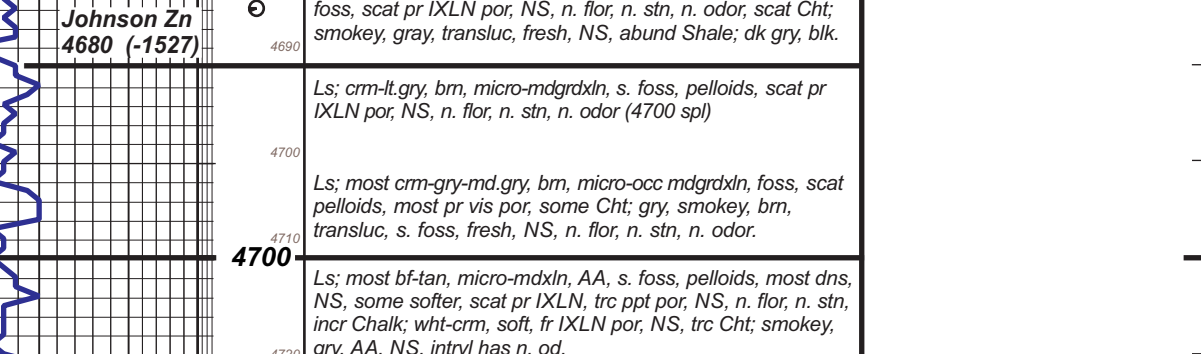 foss, scat pr IXLN por, NS, n. flor, n. stn, n. odor, scat Cht;
smokey, gray, transluc, fresh, NS, abund Shale; dk gry, blk.
Johnson Zn
4680 (-1527)
4690
Ls; crm-lt.gry, brn, micro-mdgrdxln, s. foss, pelloids, scat pr
IXLN por, NS, n. flor, n. stn, n. odor (4700 spl)
4700
Ls; most crm-gry-md.gry, brn, micro-occ mdgrdxln, foss, scat
pelloids, most pr vis por, some Cht; gry, smokey, brn,
transluc, s. foss, fresh, NS, n. flor, n. stn, n. odor.
4710
4700
Ls; most bf-tan, micro-mdxln, AA, s. foss, pelloids, most dns,
NS, some softer, scat pr IXLN, trc ppt por, NS, n. flor, n. stn,
incr Chalk; wht-crm, soft, fr IXLN por, NS, trc Cht; smokey,
gry, AA, NS, intrvl has n. od.
4720